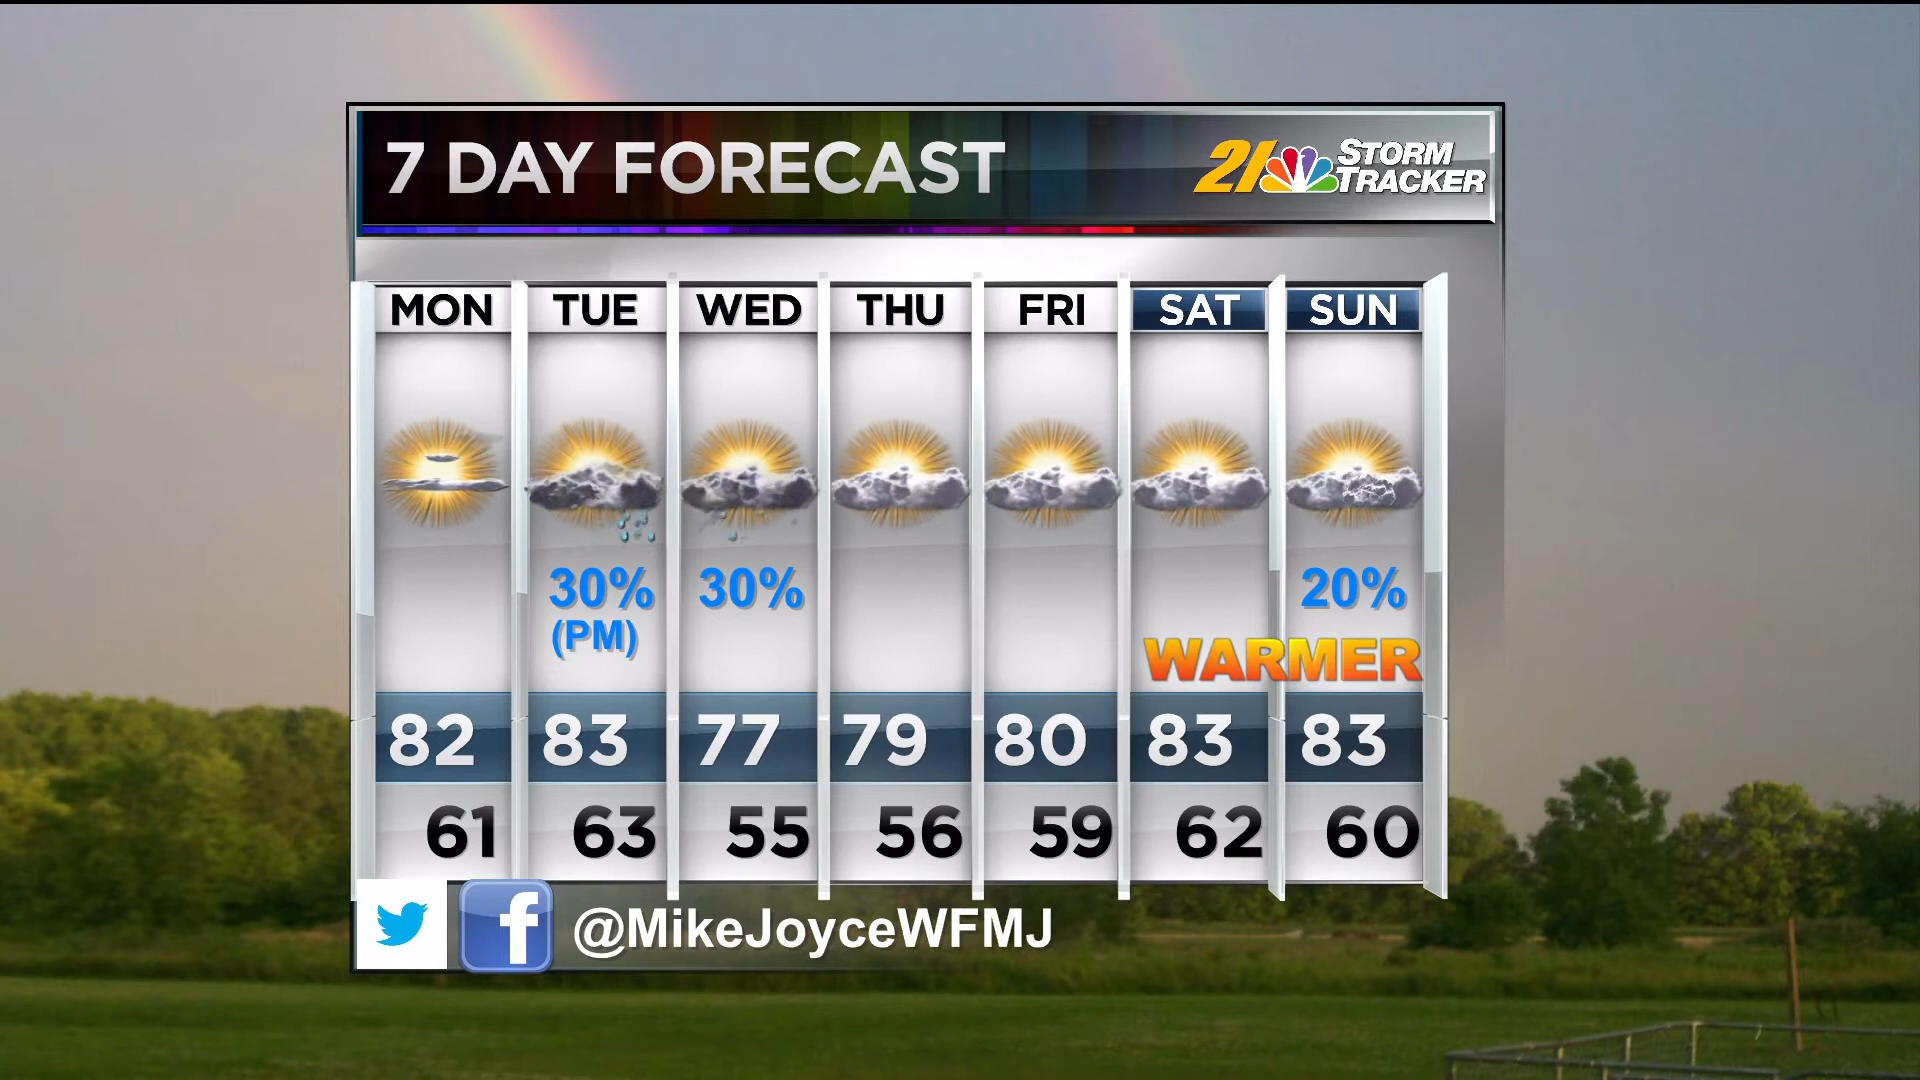 7 DAY FORECAST
21 STORM TRACKER
MON TUE WED THU FRI SAT SUN
30% 30% 20%
(PM)
WARMER
82 83 77 79 80 83 83
61 63 55 56 59 62 60
f @MikeJoyceWFMJ